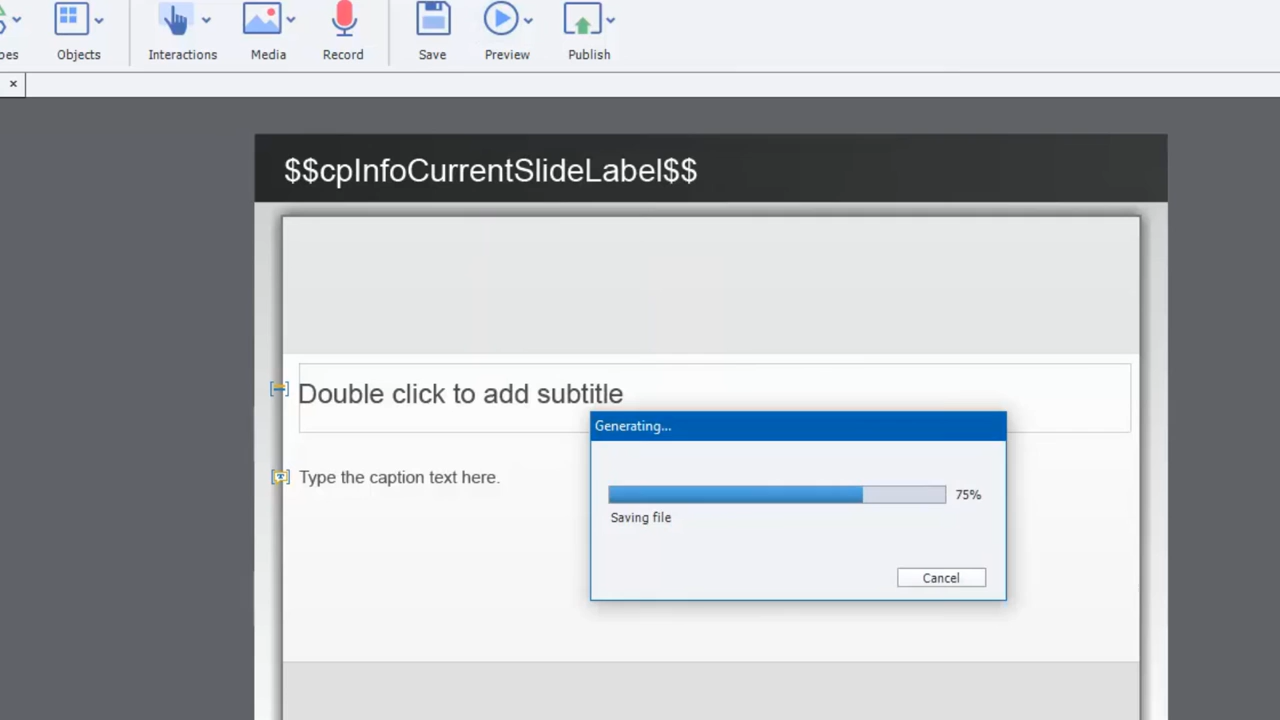 Objects Interactions Media Record Save Preview Publish
×
$$cpInfoCurrentSlideLabel$$
Double click to add subtitle
Generating...
75%
Type the caption text here.
Saving file
Cancel